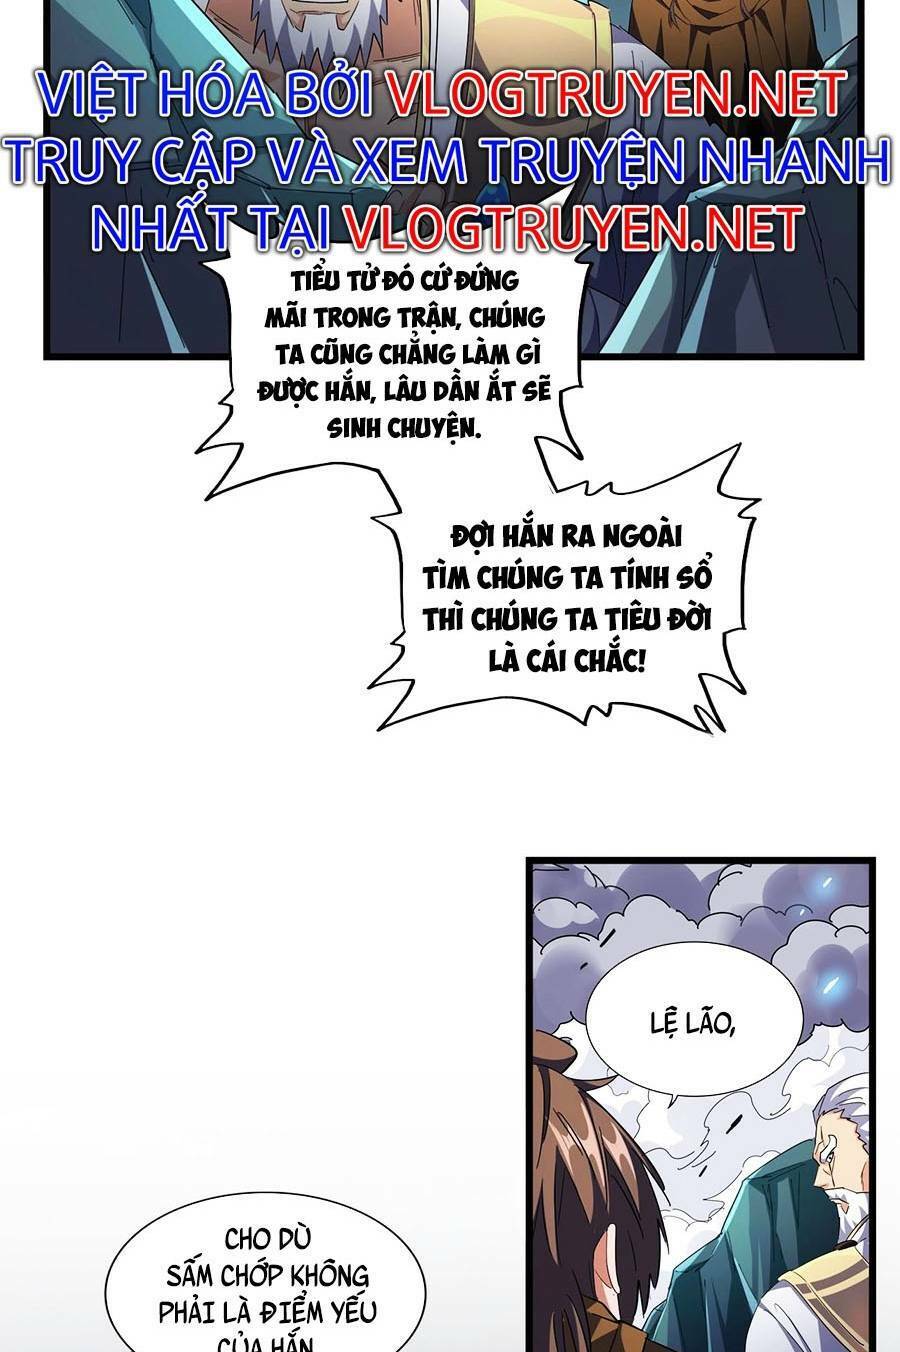 VIỆT HÓA BỞI VLOGTRUYEN.NET
TRUY CẬP VÀ XEM TRUYỆN NHANH
NHẤT TẠI VLOGTRUYEN.NET
TIỂU TỬ ĐÓ CỨ ĐỨNG
MÃI TRONG TRẬN, CHÚNG
TA CŨNG CHẲNG LÀM GÌ
ĐƯỢC HẮN, LÂU DẦN ẮT SẼ
SINH CHUYỆN.
ĐỢI HẮN RA NGOÀI
TÌM CHÚNG TA TÍNH SỔ
THÌ CHÚNG TA TIÊU ĐỜI
LÀ CÁI CHẮC!
LỆ LÃO,
CHO DÙ
SẤM CHỚP KHÔNG
PHẢI LÀ ĐIỂM YẾU
CỦA HẮN